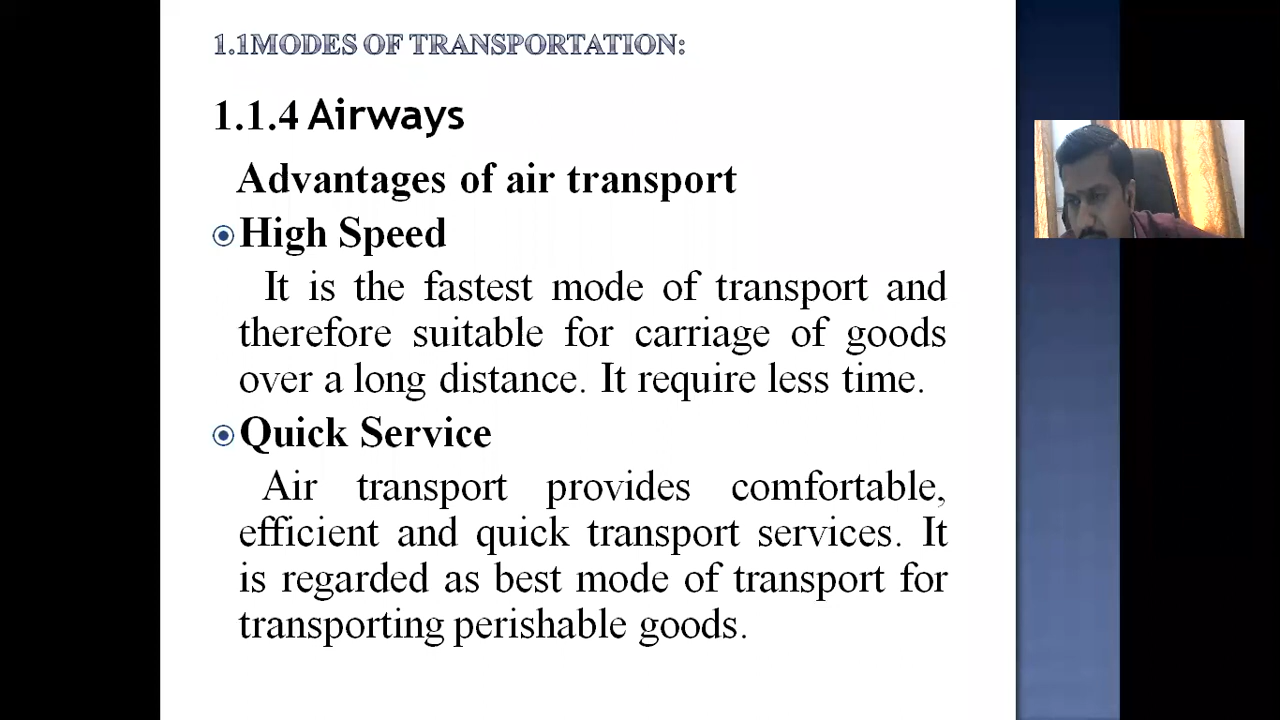 1.1MODES OF TRANSPORTATION:
1.1.4 Airways
Advantages of air transport
High Speed
It is the fastest mode of transport and
therefore suitable for carriage of goods
over a long distance. It require less time.
Quick Service
Air transport provides comfortable,
efficient and quick transport services. It
is regarded as best mode of transport for
transporting perishable goods.